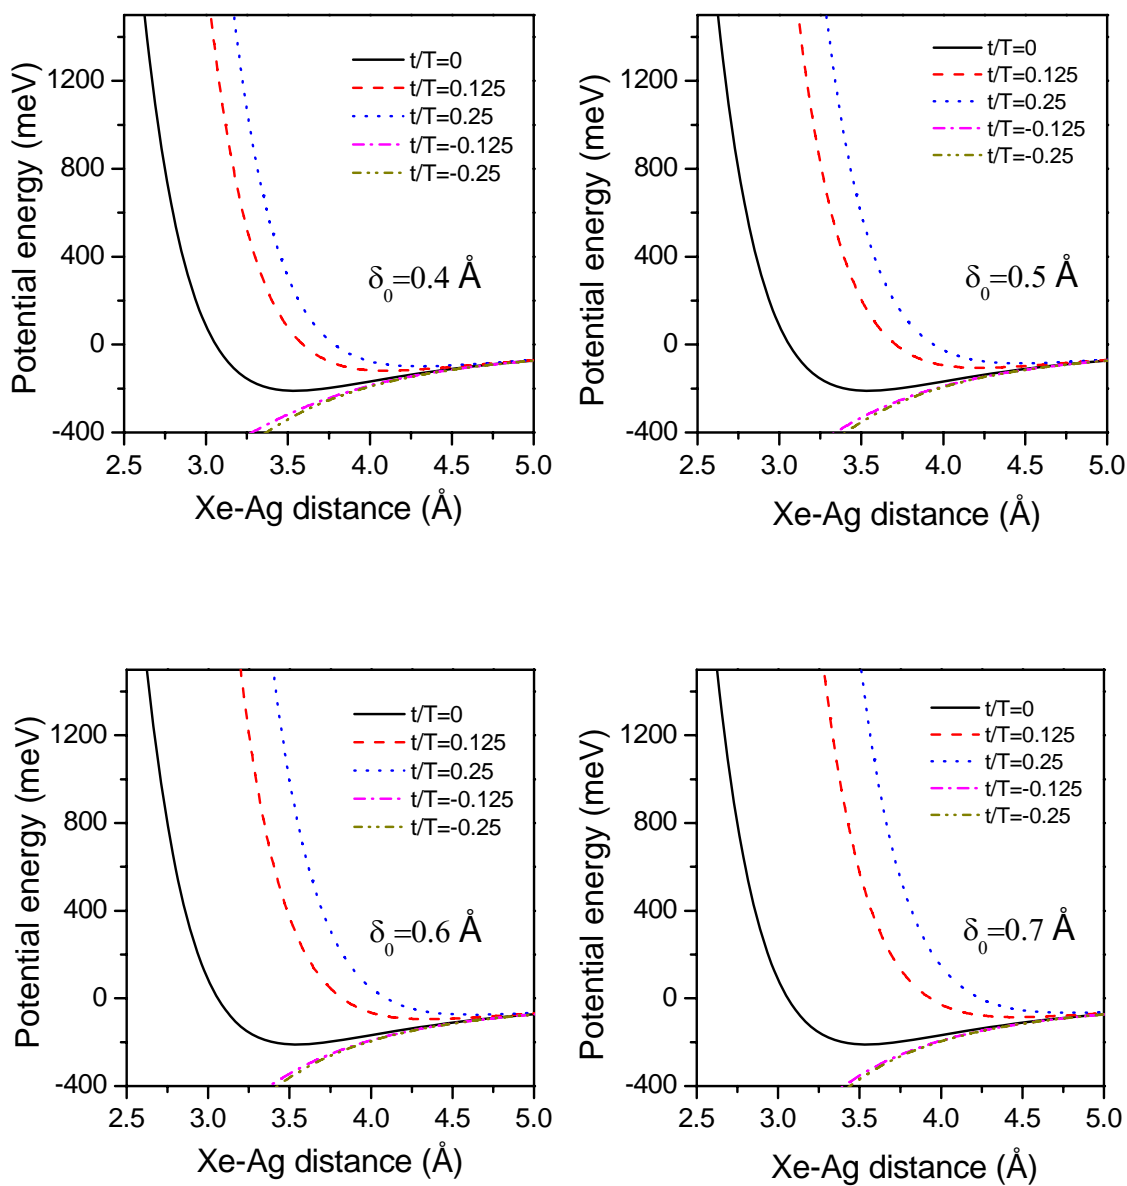 1200
800
400
0
-400
Potential energy (meV)
t/T=0
t/T=0.125
t/T=0.25
t/T=-0.125
t/T=-0.25
δ0=0.4 Å
2.5 3.0 3.5 4.0 4.5 5.0
Xe-Ag distance (Å)
1200
800
400
0
-400
Potential energy (meV)
t/T=0
t/T=0.125
t/T=0.25
t/T=-0.125
t/T=-0.25
δ0=0.5 Å
2.5 3.0 3.5 4.0 4.5 5.0
Xe-Ag distance (Å)
1200
800
400
0
-400
Potential energy (meV)
t/T=0
t/T=0.125
t/T=0.25
t/T=-0.125
t/T=-0.25
δ0=0.6 Å
2.5 3.0 3.5 4.0 4.5 5.0
Xe-Ag distance (Å)
1200
800
400
0
-400
Potential energy (meV)
t/T=0
t/T=0.125
t/T=0.25
t/T=-0.125
t/T=-0.25
δ0=0.7 Å
2.5 3.0 3.5 4.0 4.5 5.0
Xe-Ag distance (Å)